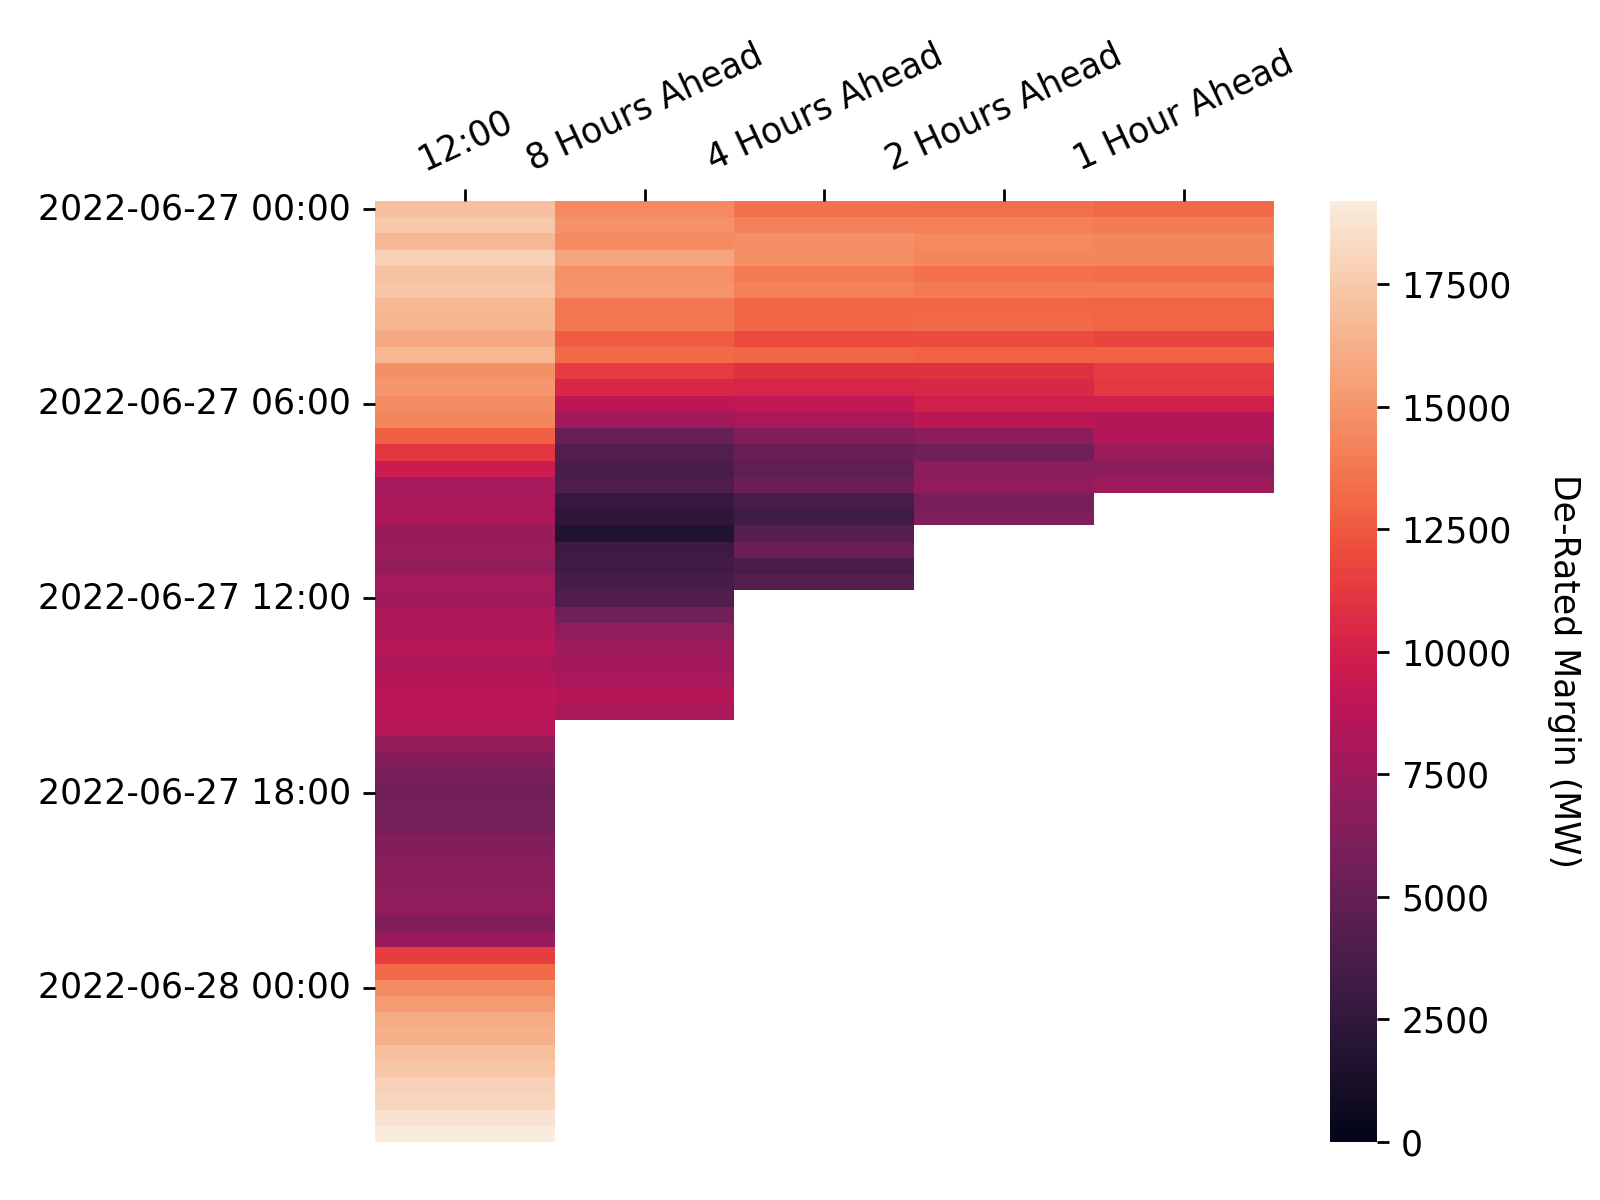 12:00
8 Hours Ahead
4 Hours Ahead
2 Hours Ahead
1 Hour Ahead
2022-06-27 00:00
2022-06-27 06:00
2022-06-27 12:00
2022-06-27 18:00
2022-06-28 00:00
17500
15000
12500
10000
7500
5000
2500
0
De-Rated Margin (MW)